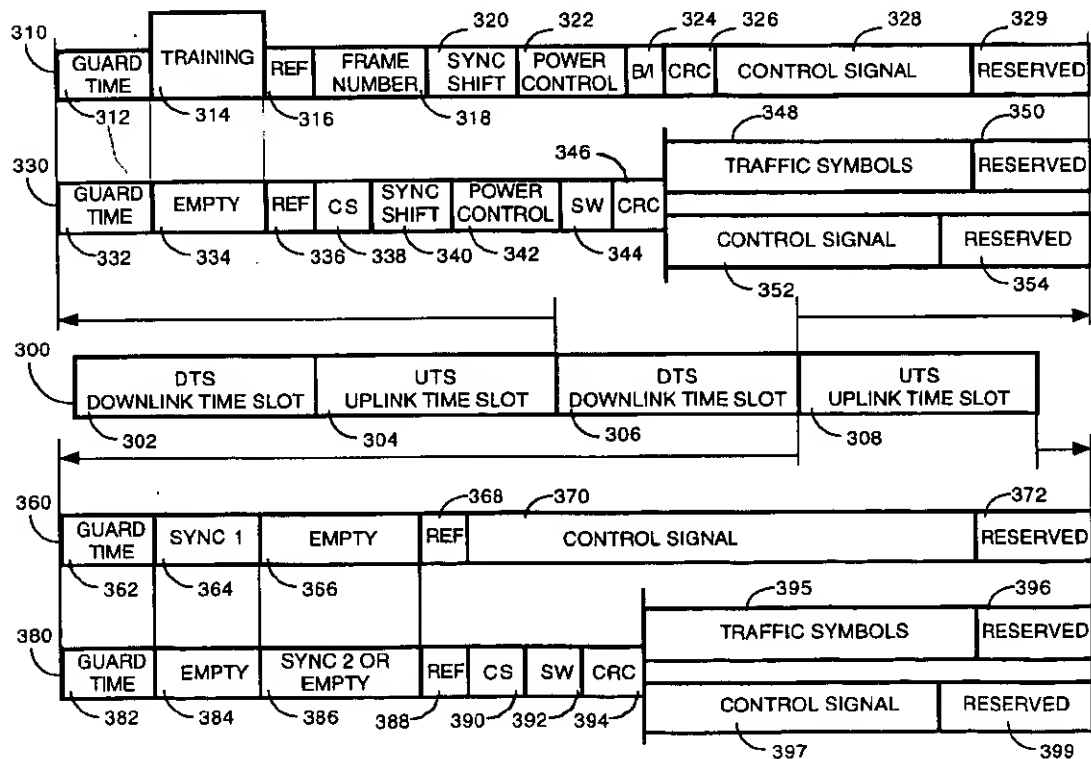 320 322 324 326 328 329
310
GUARD TIME TRAINING REF FRAME NUMBER SYNC SHIFT POWER CONTROL B/I CRC CONTROL SIGNAL RESERVED
312 314 316 318
348 350
346
330
GUARD TIME EMPTY REF CS SYNC SHIFT POWER CONTROL SW CRC TRAFFIC SYMBOLS RESERVED
CONTROL SIGNAL RESERVED
332 334 336 338 340 342 344
352 354
300
DTS DOWNLINK TIME SLOT UTS UPLINK TIME SLOT DTS DOWNLINK TIME SLOT UTS UPLINK TIME SLOT
302 304 306 308
360 368 370 372
GUARD TIME SYNC 1 EMPTY REF CONTROL SIGNAL RESERVED
362 364 366
395 396
380
TRAFFIC SYMBOLS RESERVED
GUARD TIME EMPTY SYNC 2 OR EMPTY REF CS SW CRC
CONTROL SIGNAL RESERVED
382 384 386 388 390 392 394
397 399